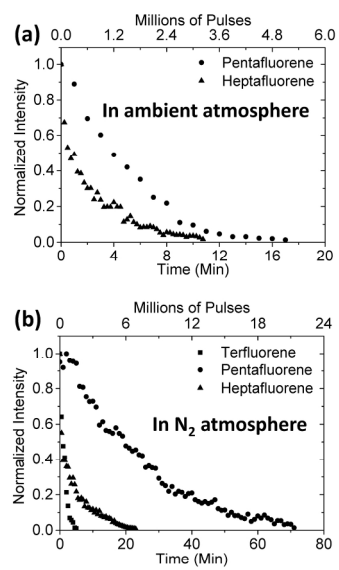 (a)
Millions of Pulses
0.0 1.2 2.4 3.6 4.8 6.0
Pentafluorene
Heptafluorene
In ambient atmosphere
Normalized Intensity
1.0
0.8
0.6
0.4
0.2
0.0
0 4 8 12 16 20
Time (Min)
(b)
Millions of Pulses
0 6 12 18 24
Terfluorene
Pentafluorene
Heptafluorene
In N2 atmosphere
Normalized Intensity
1.0
0.8
0.6
0.4
0.2
0.0
0 20 40 60 80
Time (Min)